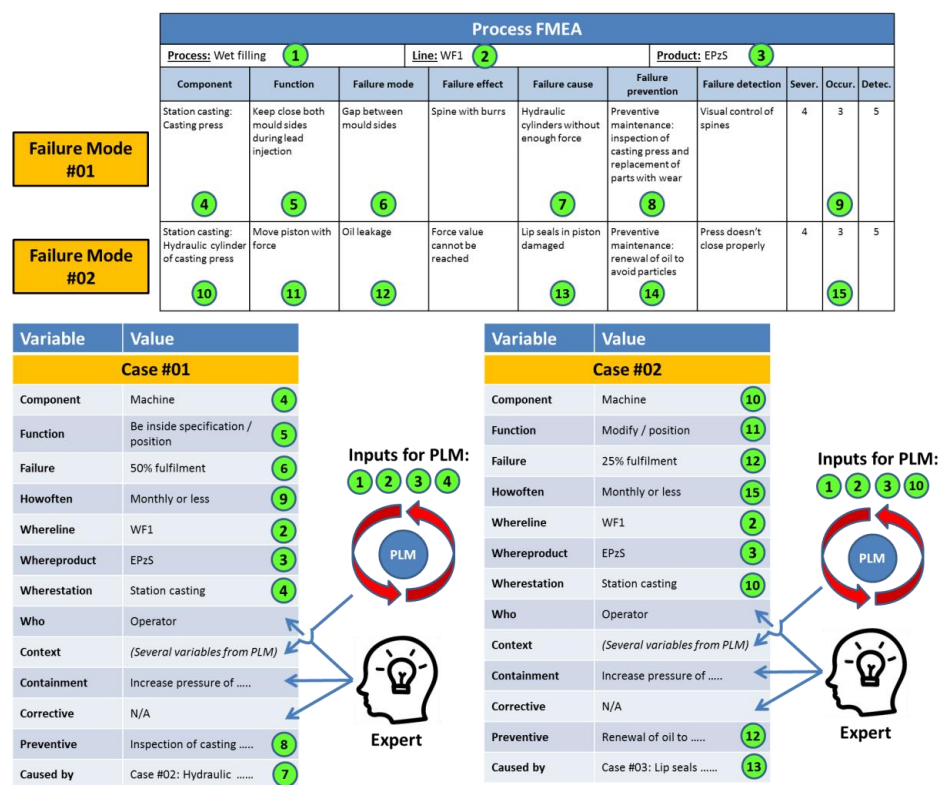 Process FMEA
Process: Wet filling 1 Line: WF1 2 Product: EPzS 3
Component Function Failure mode Failure effect Failure cause Failure prevention Failure detection Sever. Occur. Detec.
Failure Mode #01
Station casting: Casting press
4
Keep close both mould sides during lead injection
5
Gap between mould sides
6
Spine with burrs
Hydraulic cylinders without enough force
7
Preventive maintenance: inspection of casting press and replacement of parts with wear
8
Visual control of spines
4
3
9
5
Failure Mode #02
Station casting: Hydraulic cylinder of casting press
10
Move piston with force
11
Oil leakage
12
Force value cannot be reached
Lip seals in piston damaged
13
Preventive maintenance: renewal of oil to avoid particles
14
Press doesn't close properly
4
3
15
5
Variable Value
Case #01
Component Machine 4
Function Be inside specification / position 5
Failure 50% fulfilment 6
Howoften Monthly or less 9
Whereline WF1 2
Whereproduct EPzS 3
Wherestation Station casting 4
Who Operator
Context (Several variables from PLM)
Containment Increase pressure of .....
Corrective N/A
Preventive Inspection of casting ..... 8
Caused by Case #02: Hydraulic ...... 7
Inputs for PLM:
1 2 3 4
PLM
Expert
Variable Value
Case #02
Component Machine 10
Function Modify / position 11
Failure 25% fulfilment 12
Howoften Monthly or less 15
Whereline WF1 2
Whereproduct EPzS 3
Wherestation Station casting 10
Who Operator
Context (Several variables from PLM)
Containment Increase pressure of .....
Corrective N/A
Preventive Renewal of oil to ..... 12
Caused by Case #03: Lip seals ...... 13
Inputs for PLM:
1 2 3 10
PLM
Expert